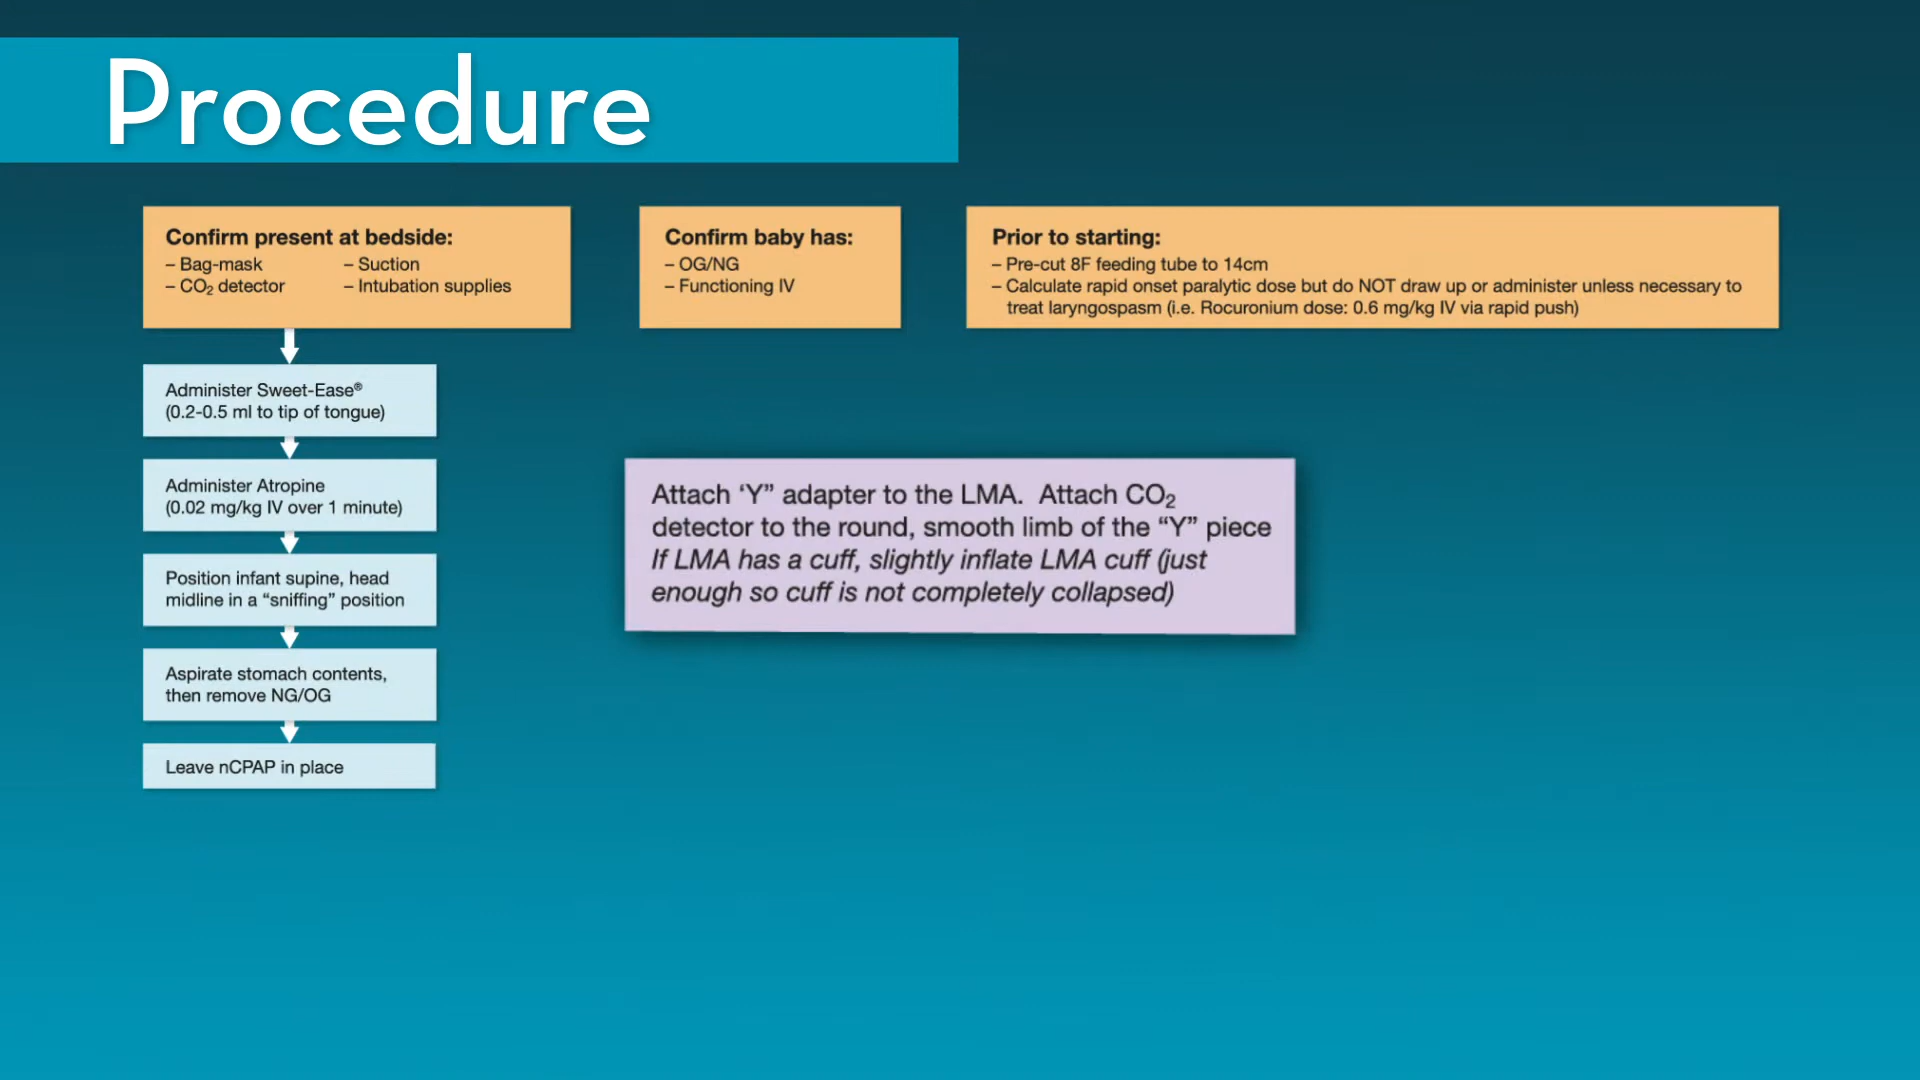 Procedure
Confirm present at bedside:
– Bag-mask
– CO₂ detector
– Suction
– Intubation supplies
Confirm baby has:
– OG/NG
– Functioning IV
Prior to starting:
– Pre-cut 8F feeding tube to 14cm
– Calculate rapid onset paralytic dose but do NOT draw up or administer unless necessary to
treat laryngospasm (i.e. Rocuronium dose: 0.6 mg/kg IV via rapid push)
Administer Sweet-Ease®
(0.2-0.5 ml to tip of tongue)
Administer Atropine
(0.02 mg/kg IV over 1 minute)
Position infant supine, head
midline in a “sniffing” position
Aspirate stomach contents,
then remove NG/OG
Leave nCPAP in place
Attach ‘Y” adapter to the LMA. Attach CO₂
detector to the round, smooth limb of the “Y” piece
If LMA has a cuff, slightly inflate LMA cuff (just
enough so cuff is not completely collapsed)